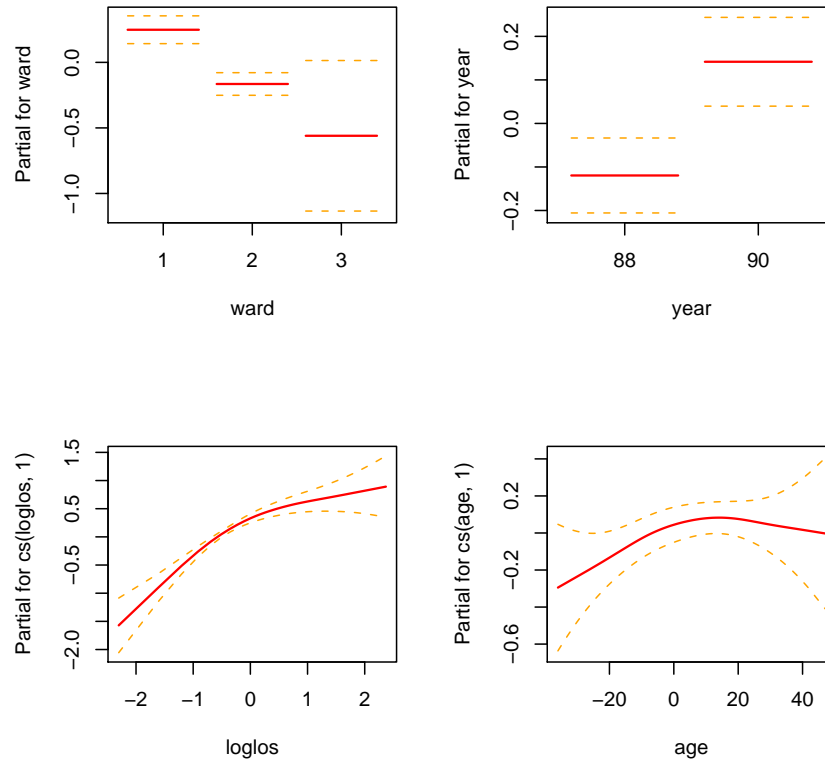 Partial for ward
0.0
−0.5
−1.0
1 2 3
ward
Partial for year
0.2
0.0
−0.2
88 90
year
Partial for cs(loglos, 1)
1.5
0.5
−0.5
−2.0
−2 −1 0 1 2
loglos
Partial for cs(age, 1)
0.2
−0.2
−0.6
−20 0 20 40
age